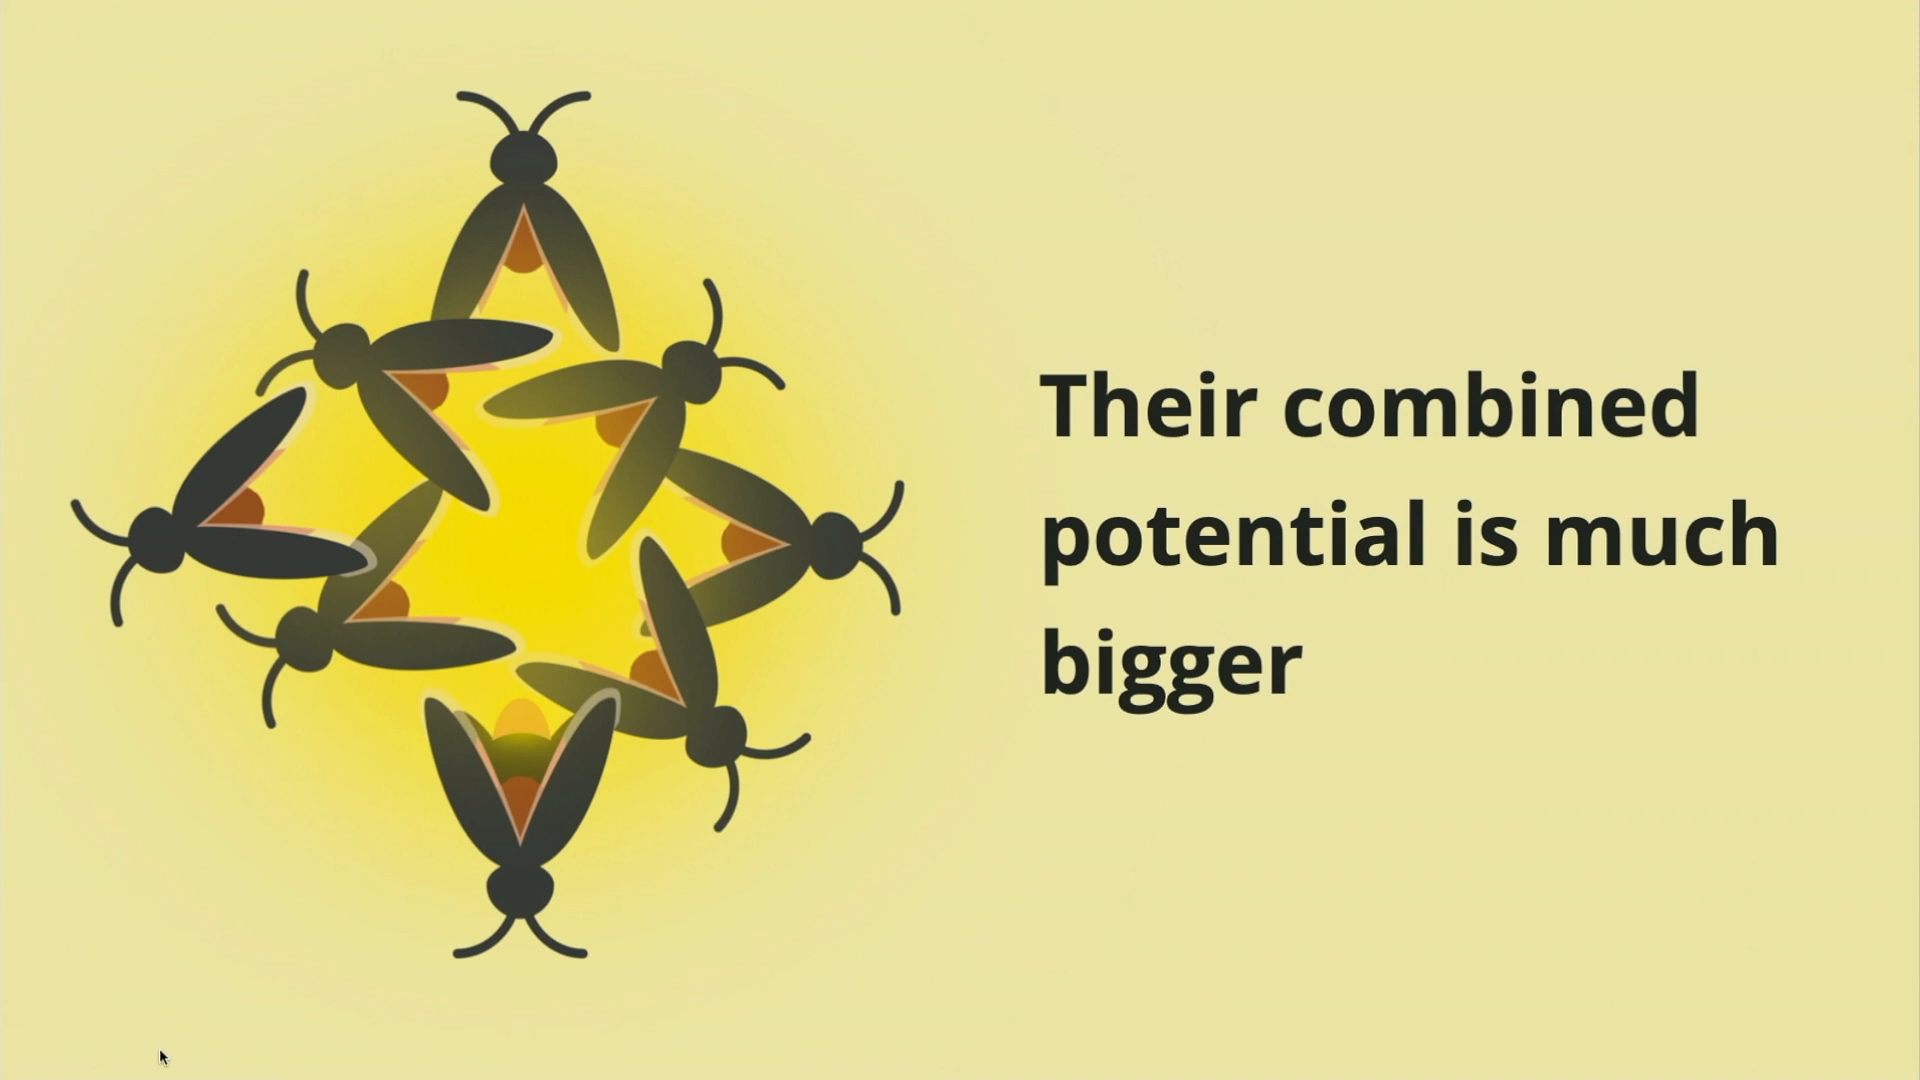 Their combined
potential is much
bigger